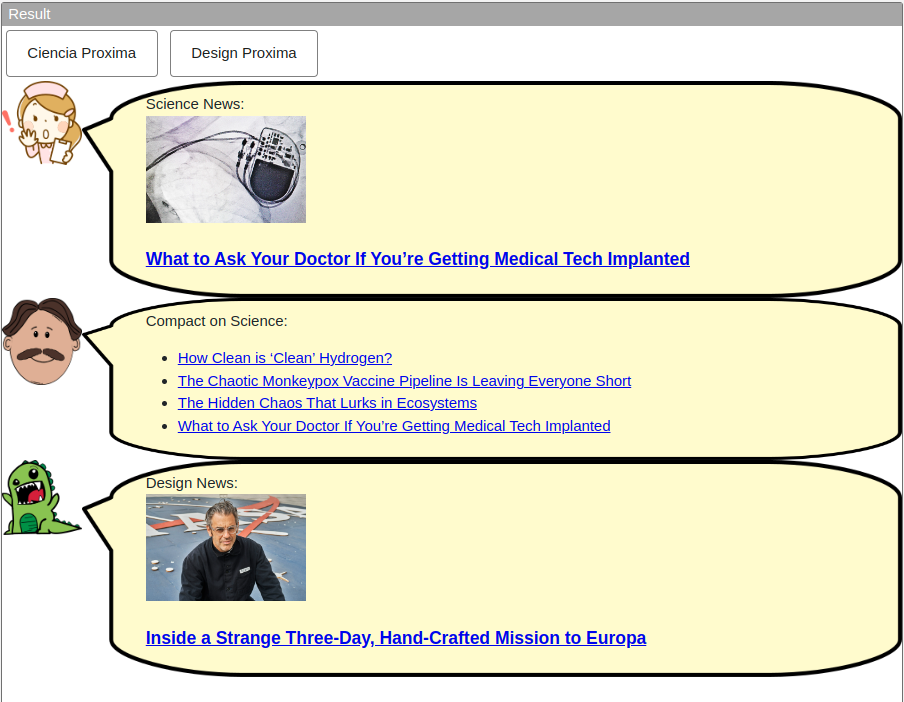 Result
Ciencia Proxima
Design Proxima
Science News:
What to Ask Your Doctor If You’re Getting Medical Tech Implanted
Compact on Science:
How Clean is ‘Clean’ Hydrogen?
The Chaotic Monkeypox Vaccine Pipeline Is Leaving Everyone Short
The Hidden Chaos That Lurks in Ecosystems
What to Ask Your Doctor If You’re Getting Medical Tech Implanted
Design News:
Inside a Strange Three-Day, Hand-Crafted Mission to Europa